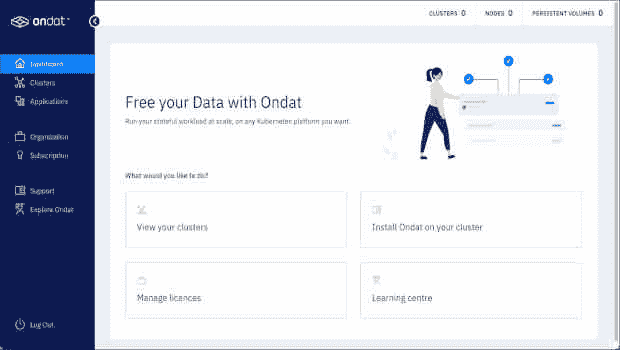 ondat
CLUSTERS 0 NODES 0 PERSISTENT VOLUMES 0
Dashboard
Clusters
Applications
Organization
Subscription
Support
Explore Ondat
Log Out
Free your Data with Ondat
Run your stateful workload at scale, on any Kubernetes platform you want.
What would you like to do?
View your clusters
Install Ondat on your cluster
Manage licences
Learning centre